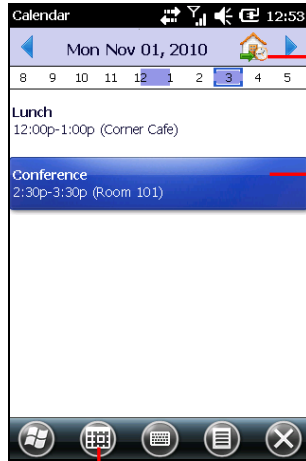 Calendar 12:53
Mon Nov 01, 2010
8 9 10 11 12 1 2 3 4 5
Lunch
12:00p-1:00p (Corner Cafe)
Conference
2:30p-3:30p (Room 101)